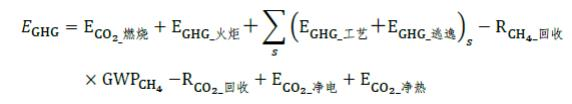 E_GHG = E_CO₂_燃烧 + E_GHG_火炬 + ∑_s (E_GHG_工艺 + E_GHG_逃逸)_s − R_CH₄_回收
× GWP_CH₄ −R_CO₂_回收 + E_CO₂_净电 + E_CO₂_净热